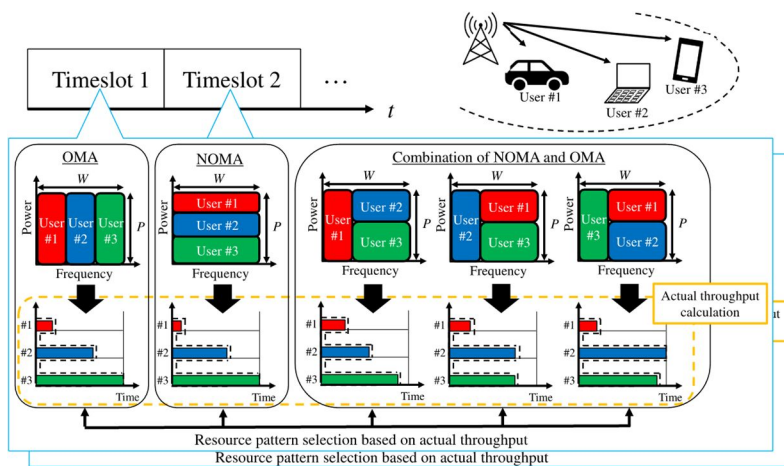 Timeslot 1
Timeslot 2
...
t
User #1
User #2
User #3
OMA
W
Power
User #1
User #2
User #3
P
Frequency
NOMA
W
Power
User #1
User #2
User #3
P
Frequency
Combination of NOMA and OMA
W
Power
User #1
User #2
User #3
P
Frequency
W
Power
User #2
User #1
User #3
P
Frequency
W
Power
User #3
User #1
User #2
P
Frequency
Actual throughput
calculation
#1
#2
#3
Time
#1
#2
#3
Time
#1
#2
#3
Time
#1
#2
#3
Time
#1
#2
#3
Time
Resource pattern selection based on actual throughput
Resource pattern selection based on actual throughput